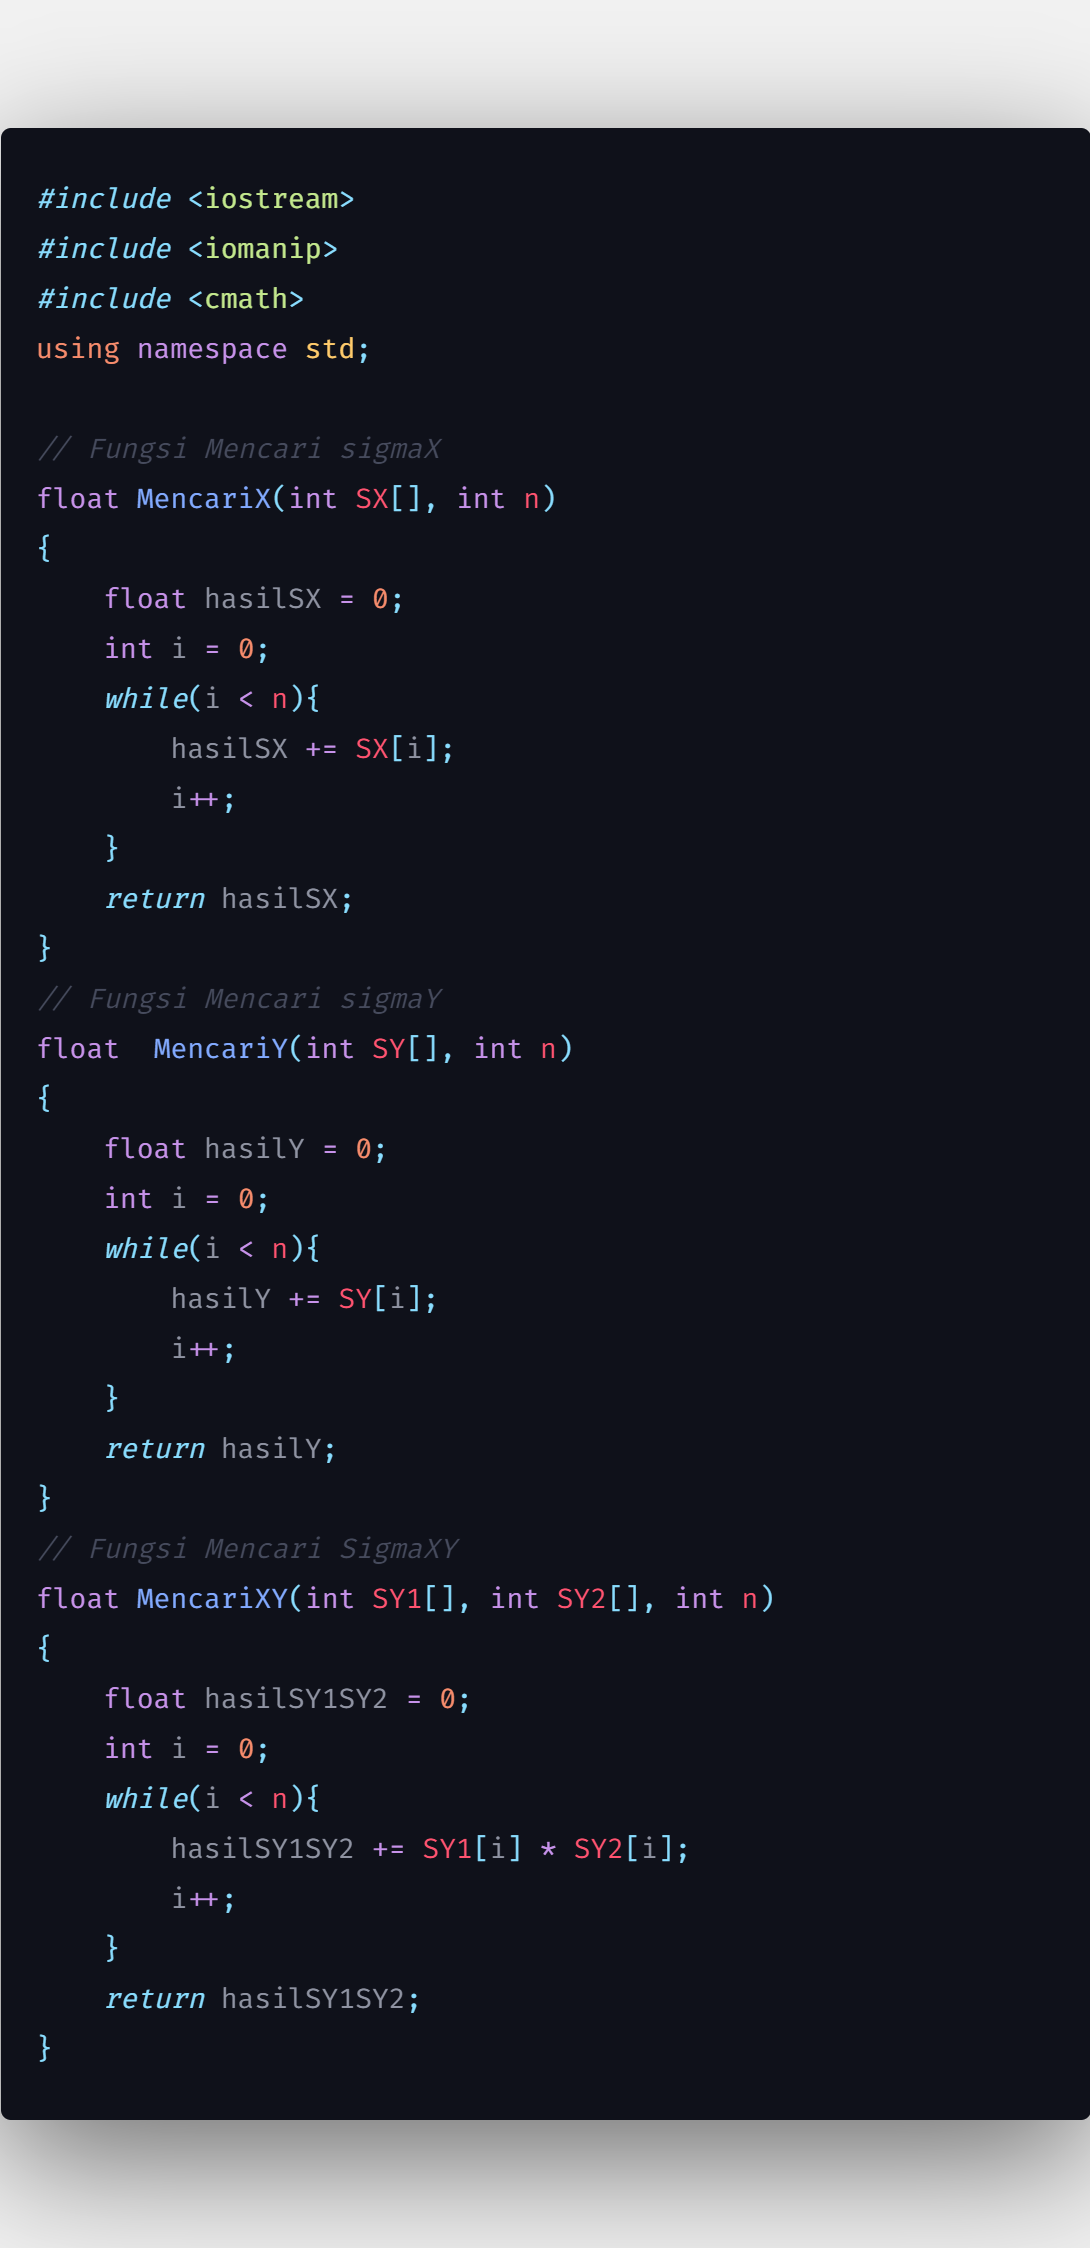 #include <iostream>
#include <iomanip>
#include <cmath>
using namespace std;

// Fungsi Mencari sigmaX
float MencariX(int SX[], int n)
{
    float hasilSX = 0;
    int i = 0;
    while(i < n){
        hasilSX += SX[i];
        i++;
    }
    return hasilSX;
}
// Fungsi Mencari sigmaY
float  MencariY(int SY[], int n)
{
    float hasilY = 0;
    int i = 0;
    while(i < n){
        hasilY += SY[i];
        i++;
    }
    return hasilY;
}
// Fungsi Mencari SigmaXY
float MencariXY(int SY1[], int SY2[], int n)
{
    float hasilSY1SY2 = 0;
    int i = 0;
    while(i < n){
        hasilSY1SY2 += SY1[i] * SY2[i];
        i++;
    }
    return hasilSY1SY2;
}